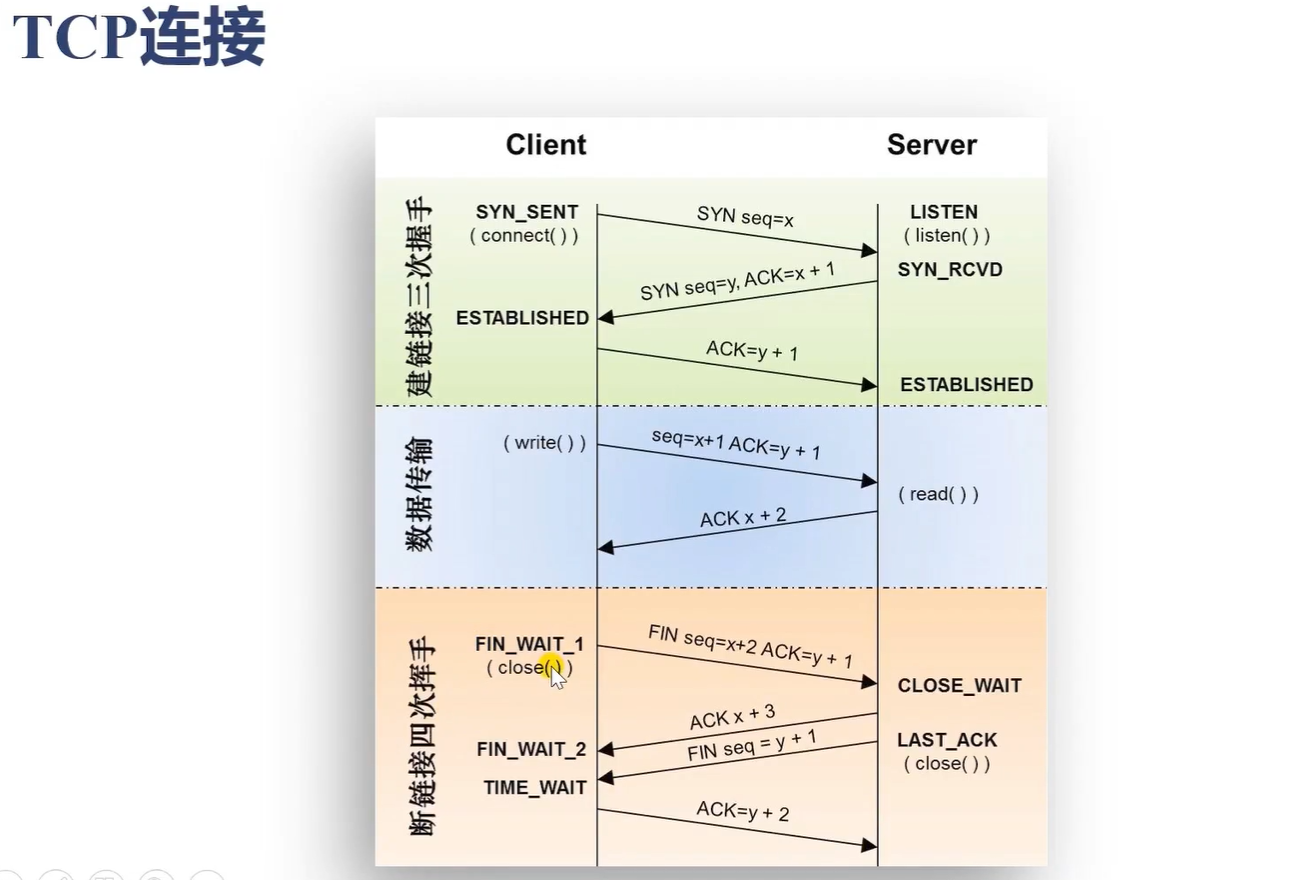 TCP连接
Client
Server
建链接三次握手
SYN_SENT
( connect( ) )
SYN seq=x
LISTEN
( listen( ) )
SYN_RCVD
SYN seq=y, ACK=x + 1
ESTABLISHED
ACK=y + 1
ESTABLISHED
数据传输
( write( ) )
seq=x+1 ACK=y + 1
( read( ) )
ACK x + 2
断链接四次挥手
FIN_WAIT_1
( close( ) )
FIN seq=x+2 ACK=y + 1
CLOSE_WAIT
ACK x + 3
FIN_WAIT_2
FIN seq = y + 1
LAST_ACK
( close( ) )
TIME_WAIT
ACK=y + 2